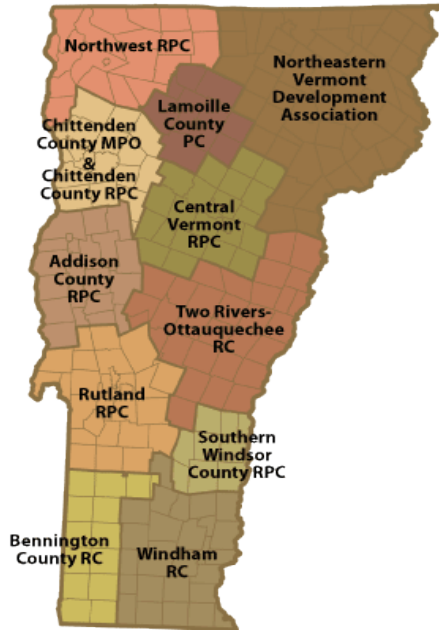 Northwest RPC
Northeastern
Vermont
Development
Association
Lamoille
County
PC
Chittenden
County MPO
&
Chittenden
County RPC
Central
Vermont
RPC
Addison
County
RPC
Two Rivers-
Ottauquechee
RC
Rutland
RPC
Southern
Windsor
County RPC
Bennington
County RC
Windham
RC